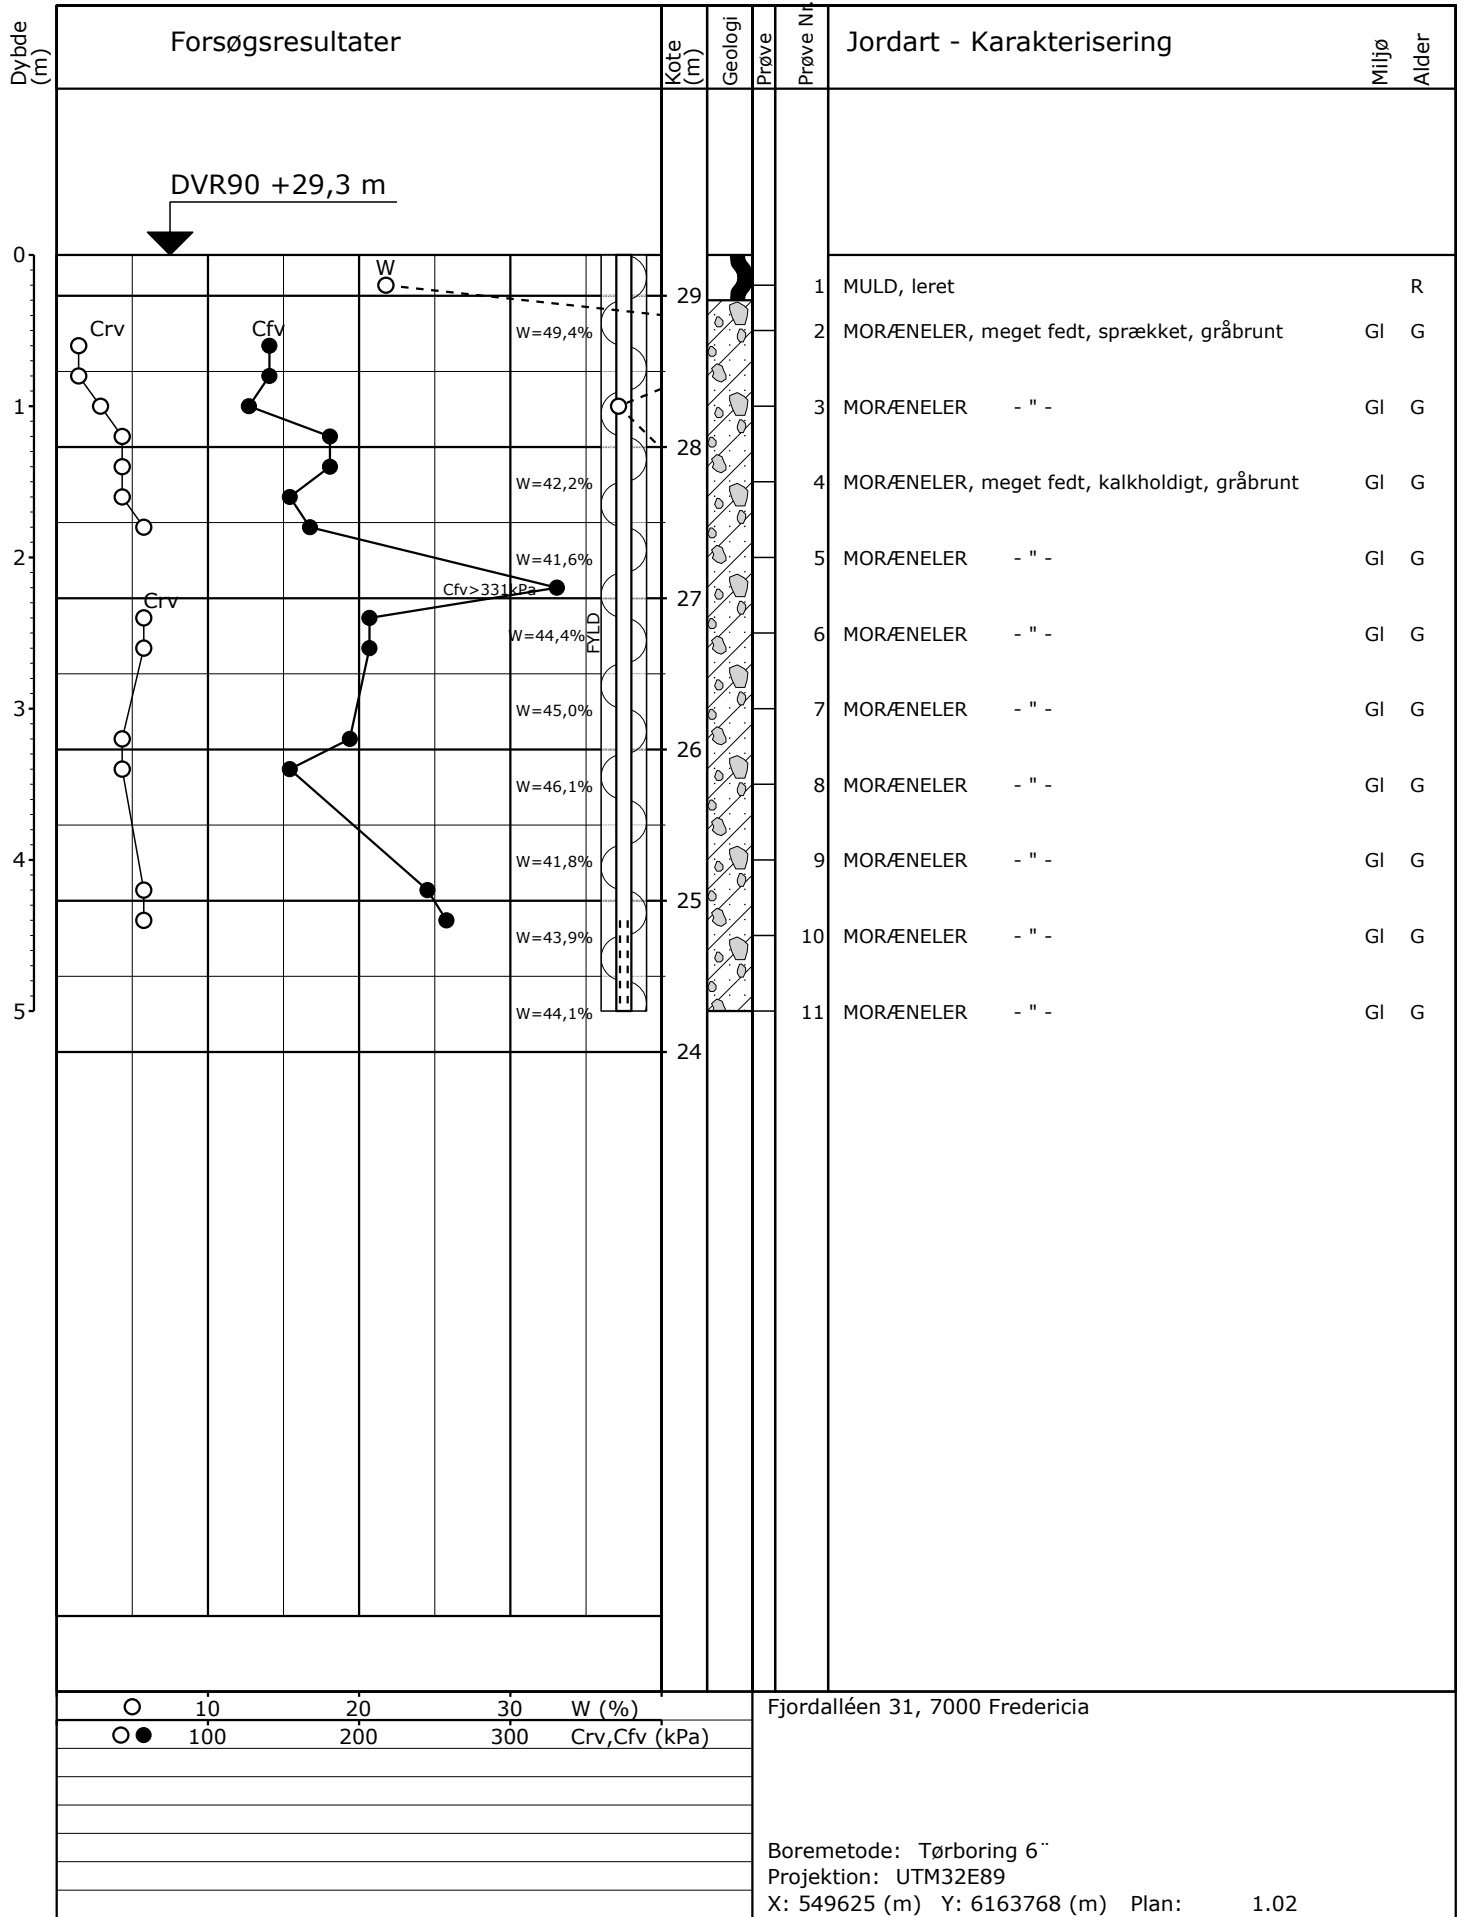 Dybde (m)
Forsøgsresultater
Kote (m)
Geologi
Prøve
Prøve Nr.
Jordart - Karakterisering
Miljø
Alder
DVR90 +29,3 m
0
W
29
1 MULD, leret R
Crv
Cfv
W=49,4%
2 MORÆNELER, meget fedt, sprækket, gråbrunt Gl G
1
3 MORÆNELER - " - Gl G
28
W=42,2%
4 MORÆNELER, meget fedt, kalkholdigt, gråbrunt Gl G
2
W=41,6%
5 MORÆNELER - " - Gl G
Cfv>331kPa
Crv
27
W=44,4%
FYLD
6 MORÆNELER - " - Gl G
3
W=45,0%
7 MORÆNELER - " - Gl G
26
W=46,1%
8 MORÆNELER - " - Gl G
4
W=41,8%
9 MORÆNELER - " - Gl G
25
W=43,9%
10 MORÆNELER - " - Gl G
5
W=44,1%
11 MORÆNELER - " - Gl G
24
10 20 30 W (%)
100 200 300 Crv,Cfv (kPa)
Fjordalléen 31, 7000 Fredericia
Boremetode: Tørboring 6¨
Projektion: UTM32E89
X: 549625 (m) Y: 6163768 (m) Plan: 1.02